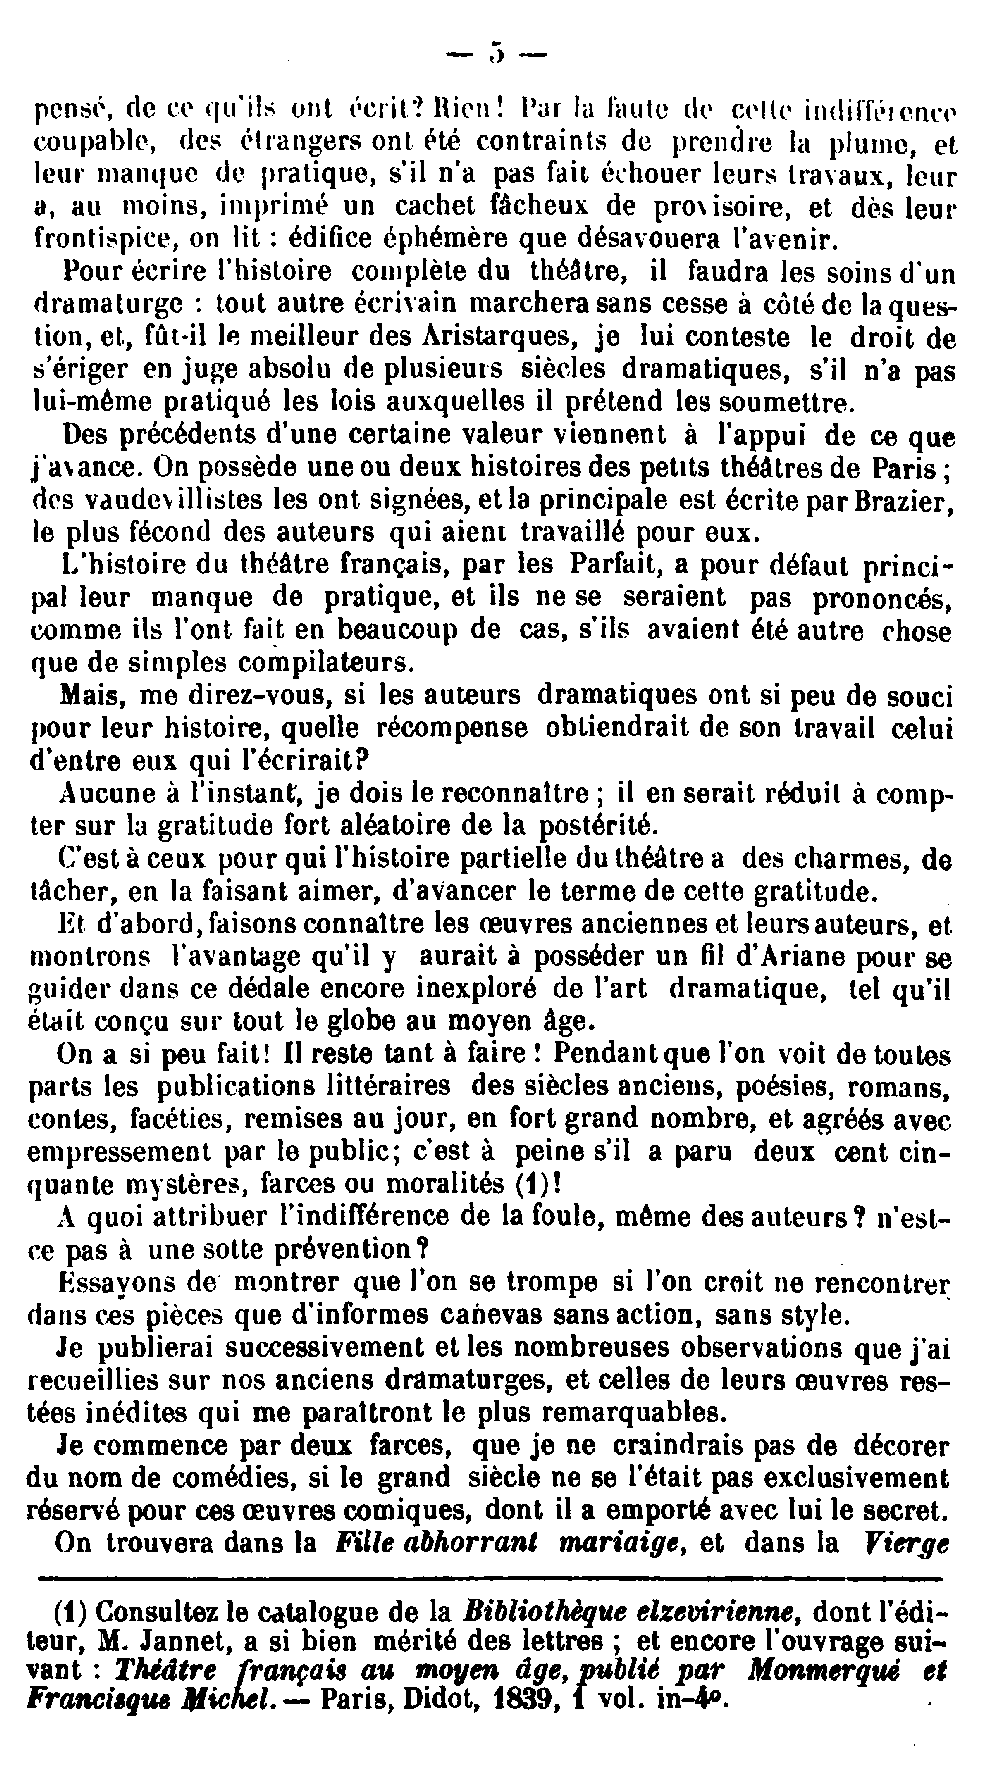 — 5 —
pensé, de ce qu'ils ont écrit? Rien! Par la faute de cette indifférence
coupable, des étrangers ont été contraints de prendre la plume, et
leur manque de pratique, s'il n'a pas fait échouer leurs travaux, leur
a, au moins, imprimé un cachet fâcheux de provisoire, et dès leur
frontispice, on lit : édifice éphémère que désavouera l'avenir.
Pour écrire l'histoire complète du théâtre, il faudra les soins d'un
dramaturge : tout autre écrivain marchera sans cesse à côté de la ques-
tion, et, fût-il le meilleur des Aristarques, je lui conteste le droit de
s'ériger en juge absolu de plusieurs siècles dramatiques, s'il n'a pas
lui-même pratiqué les lois auxquelles il prétend les soumettre.
Des précédents d'une certaine valeur viennent à l'appui de ce que
j'avance. On possède une ou deux histoires des petits théâtres de Paris ;
des vaudevillistes les ont signées, et la principale est écrite par Brazier,
le plus fécond des auteurs qui aient travaillé pour eux.
L'histoire du théâtre français, par les Parfait, a pour défaut princi-
pal leur manque de pratique, et ils ne se seraient pas prononcés,
comme ils l'ont fait en beaucoup de cas, s'ils avaient été autre chose
que de simples compilateurs.
Mais, me direz-vous, si les auteurs dramatiques ont si peu de souci
pour leur histoire, quelle récompense obtiendrait de son travail celui
d'entre eux qui l'écrirait?
Aucune à l'instant, je dois le reconnaître ; il en serait réduit à comp-
ter sur la gratitude fort aléatoire de la postérité.
C'est à ceux pour qui l'histoire partielle du théâtre a des charmes, de
tâcher, en la faisant aimer, d'avancer le terme de cette gratitude.
Et d'abord, faisons connaître les œuvres anciennes et leurs auteurs, et
montrons l'avantage qu'il y aurait à posséder un fil d'Ariane pour se
guider dans ce dédale encore inexploré de l'art dramatique, tel qu'il
était conçu sur tout le globe au moyen âge.
On a si peu fait! Il reste tant à faire ! Pendant que l'on voit de toutes
parts les publications littéraires des siècles anciens, poésies, romans,
contes, facéties, remises au jour, en fort grand nombre, et agréés avec
empressement par le public; c'est à peine s'il a paru deux cent cin-
quante mystères, farces ou moralités (1)!
A quoi attribuer l'indifférence de la foule, même des auteurs? n'est-
ce pas à une sotte prévention?
Essayons de montrer que l'on se trompe si l'on croit ne rencontrer
dans ces pièces que d'informes canevas sans action, sans style.
Je publierai successivement et les nombreuses observations que j'ai
recueillies sur nos anciens dramaturges, et celles de leurs œuvres res-
tées inédites qui me paraîtront le plus remarquables.
Je commence par deux farces, que je ne craindrais pas de décorer
du nom de comédies, si le grand siècle ne se l'était pas exclusivement
réservé pour ces œuvres comiques, dont il a emporté avec lui le secret.
On trouvera dans la Fille abhorrant mariaige, et dans la Vierge
(1) Consultez le catalogue de la Bibliothèque elzevirienne, dont l'édi-
teur, M. Jannet, a si bien mérité des lettres ; et encore l'ouvrage sui-
vant : Théâtre français au moyen âge, publié par Monmerqué et
Francisque Michel. — Paris, Didot, 1839, 1 vol. in-4º.